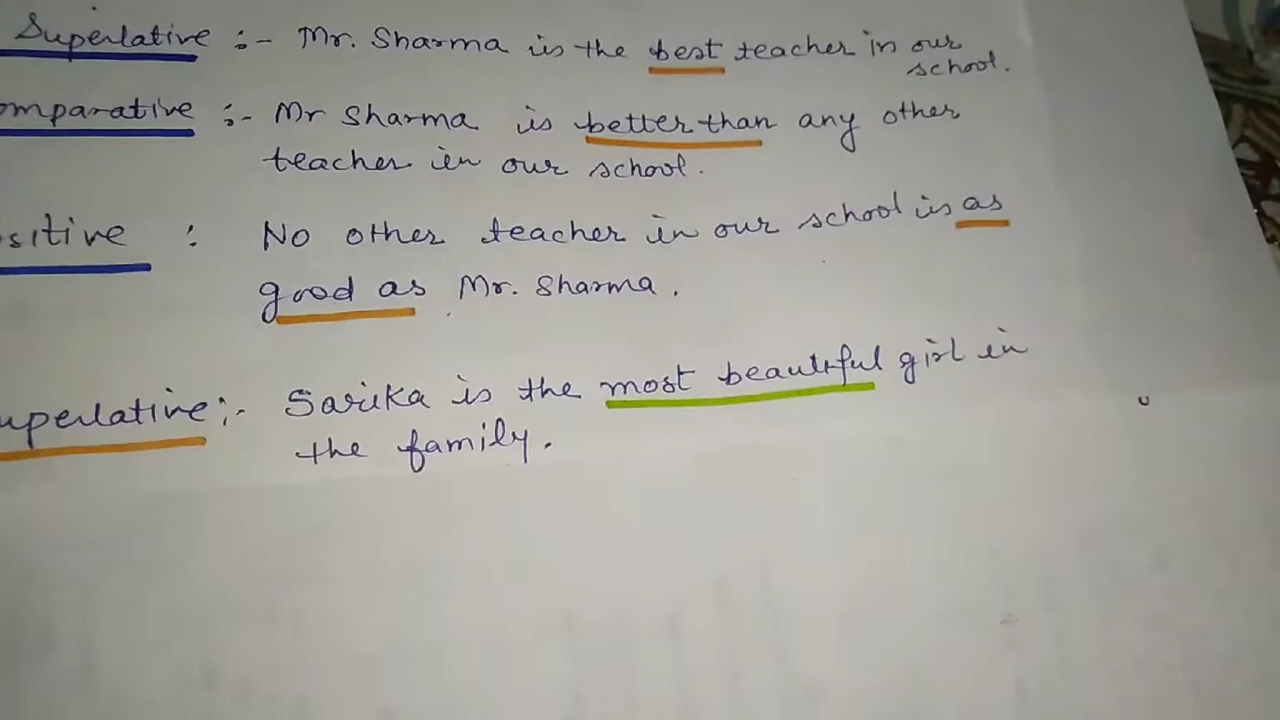 Superlative :- Mr. Sharma is the best teacher in our
school.
omparative :- Mr Sharma is better than any other
teacher in our school.
sitive : No other teacher in our school is as
good as Mr. Sharma.
uperlative:- Sarika is the most beautiful girl in
the family.